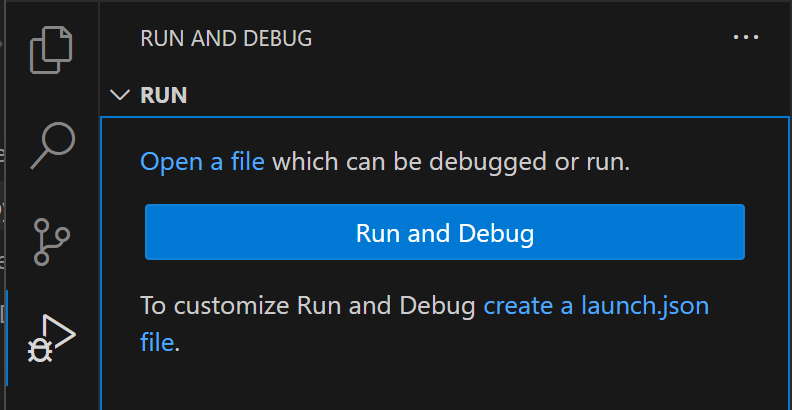 RUN AND DEBUG
RUN
Open a file which can be debugged or run.
Run and Debug
To customize Run and Debug create a launch.json
file.